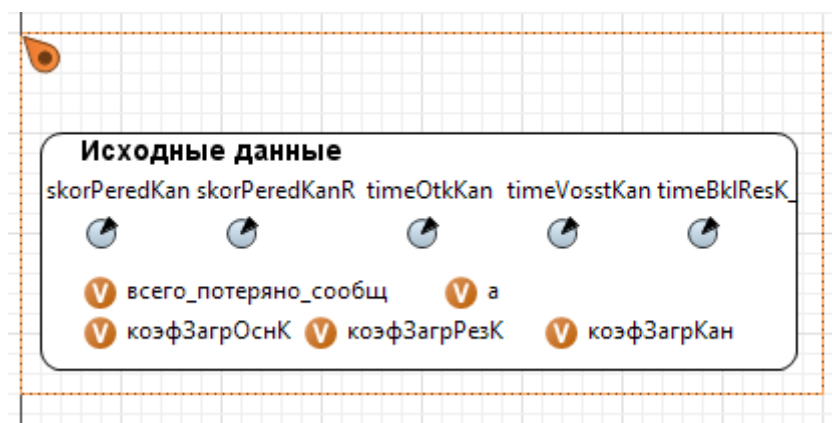 Исходные данные
skorPeredKan skorPeredKanR timeOtkKan timeVosstKan timeBklResK_
V всего_потеряно_сообщ V а
V коэфЗагрОснК V коэфЗагрРезК V коэфЗагрКан